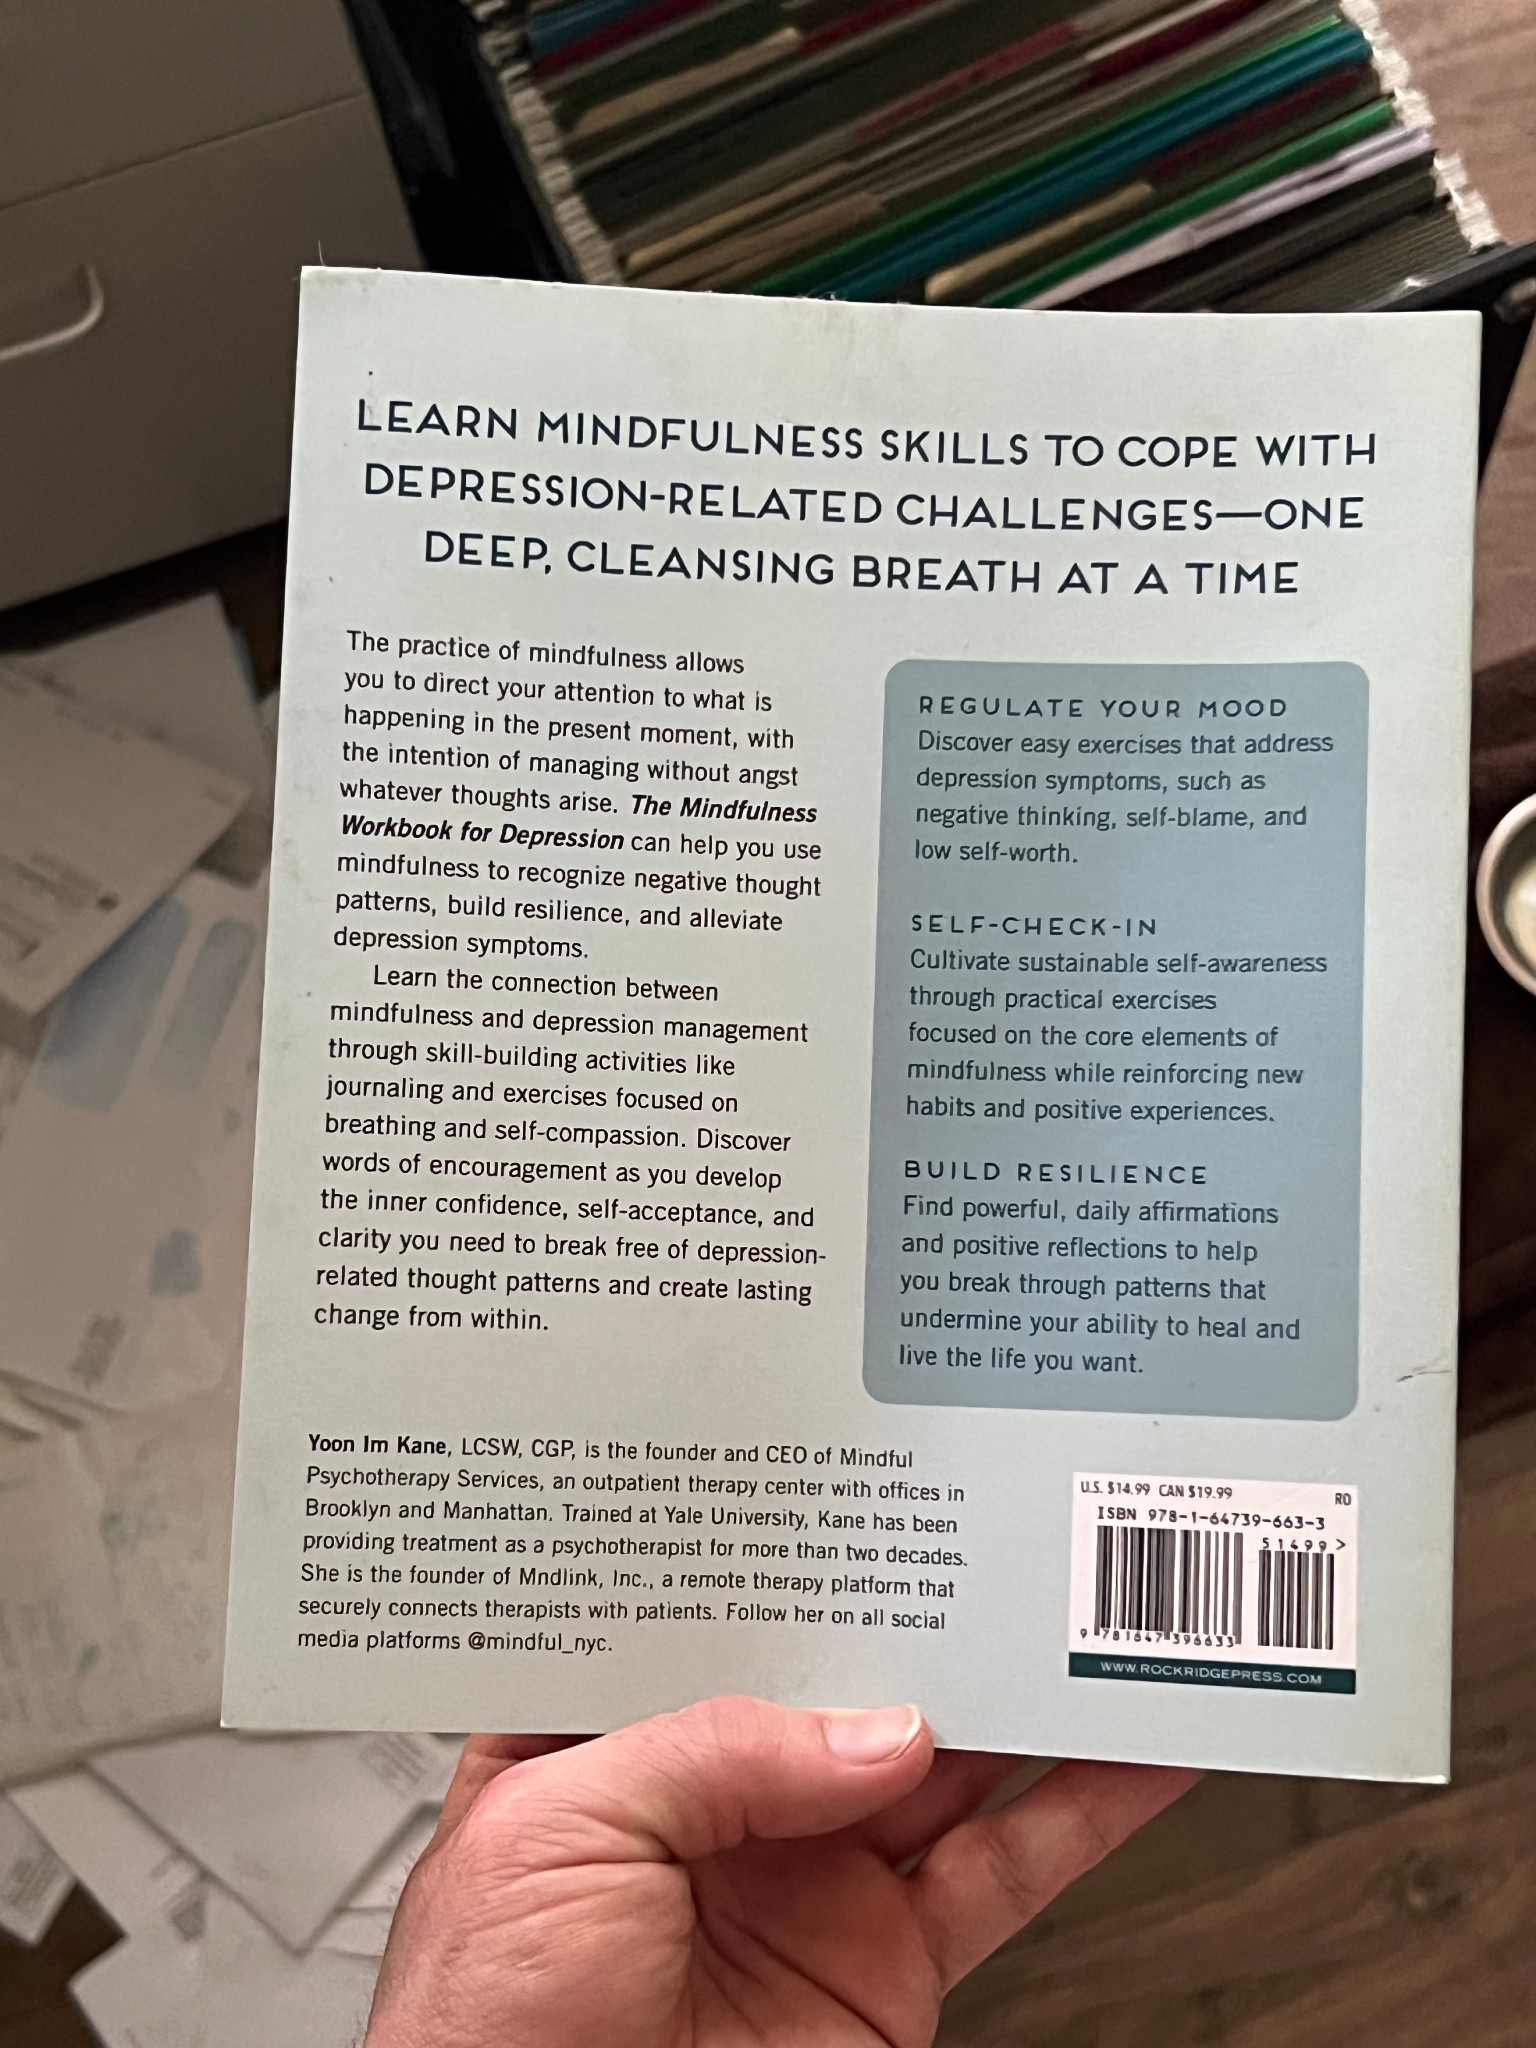 LEARN MINDFULNESS SKILLS TO COPE WITH
DEPRESSION-RELATED CHALLENGES—ONE
DEEP, CLEANSING BREATH AT A TIME
The practice of mindfulness allows
you to direct your attention to what is
happening in the present moment, with
the intention of managing without angst
whatever thoughts arise. The Mindfulness
Workbook for Depression can help you use
mindfulness to recognize negative thought
patterns, build resilience, and alleviate
depression symptoms.
Learn the connection between
mindfulness and depression management
through skill-building activities like
journaling and exercises focused on
breathing and self-compassion. Discover
words of encouragement as you develop
the inner confidence, self-acceptance, and
clarity you need to break free of depression-
related thought patterns and create lasting
change from within.
REGULATE YOUR MOOD
Discover easy exercises that address
depression symptoms, such as
negative thinking, self-blame, and
low self-worth.
SELF-CHECK-IN
Cultivate sustainable self-awareness
through practical exercises
focused on the core elements of
mindfulness while reinforcing new
habits and positive experiences.
BUILD RESILIENCE
Find powerful, daily affirmations
and positive reflections to help
you break through patterns that
undermine your ability to heal and
live the life you want.
Yoon Im Kane, LCSW, CGP, is the founder and CEO of Mindful
Psychotherapy Services, an outpatient therapy center with offices in
Brooklyn and Manhattan. Trained at Yale University, Kane has been
providing treatment as a psychotherapist for more than two decades.
She is the founder of Mndlink, Inc., a remote therapy platform that
securely connects therapists with patients. Follow her on all social
media platforms @mindful_nyc.
U.S. $14.99 CAN $19.99 RO
ISBN 978-1-64739-663-3
51499>
9 781647 396633
WWW.ROCKRIDGEPRESS.COM